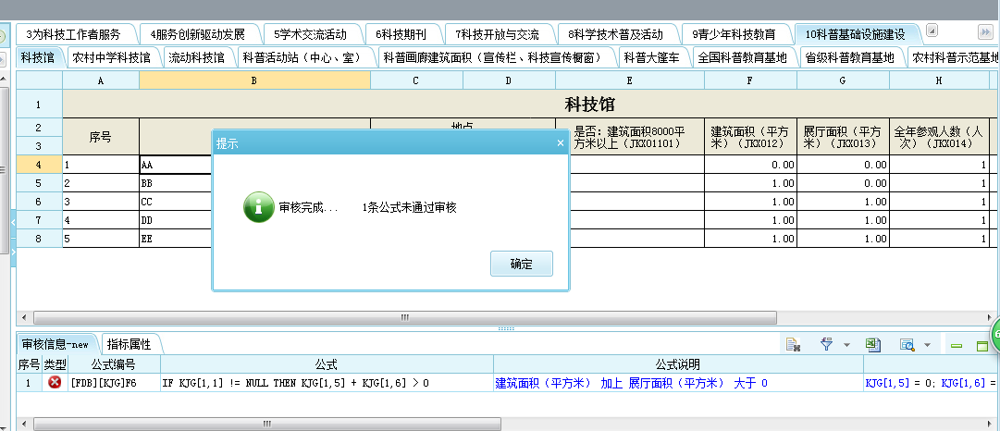 3为科技工作者服务 4服务创新驱动发展 5学术交流活动 6科技期刊 7科技开放与交流 8科学技术普及活动 9青少年科技教育 10科普基础设施建设
科技馆 农村中学科技馆 流动科技馆 科普活动站（中心、室） 科普画廊建筑面积（宣传栏、科技宣传橱窗） 科普大篷车 全国科普教育基地 省级科普教育基地 农村科普示范基地
A B C D E F G H
1 科技馆
2 序号 地点 是否：建筑面积8000平 建筑面积（平方 展厅面积（平方 全年参观人数（人
3 方米以上（JKX01101） 米）（JKX012） 米）（JKX013） 次）（JKX014）
4 1 AA 0.00 0.00 1
5 2 BB 1.00 0.00 1
6 3 CC 1.00 1.00 1
7 4 DD 1.00 1.00 1
8 5 EE 1.00 1.00 1
提示 ×
审核完成... 1条公式未通过审核
确定
审核信息-new 指标属性
序号 类型 公式编号 公式 公式说明
1 [FDB][KJG]F6 IF KJG[1,1] != NULL THEN KJG[1,5] + KJG[1,6] > 0 建筑面积（平方米） 加上 展厅面积（平方米） 大于 0 KJG[1,5] = 0; KJG[1,6] =